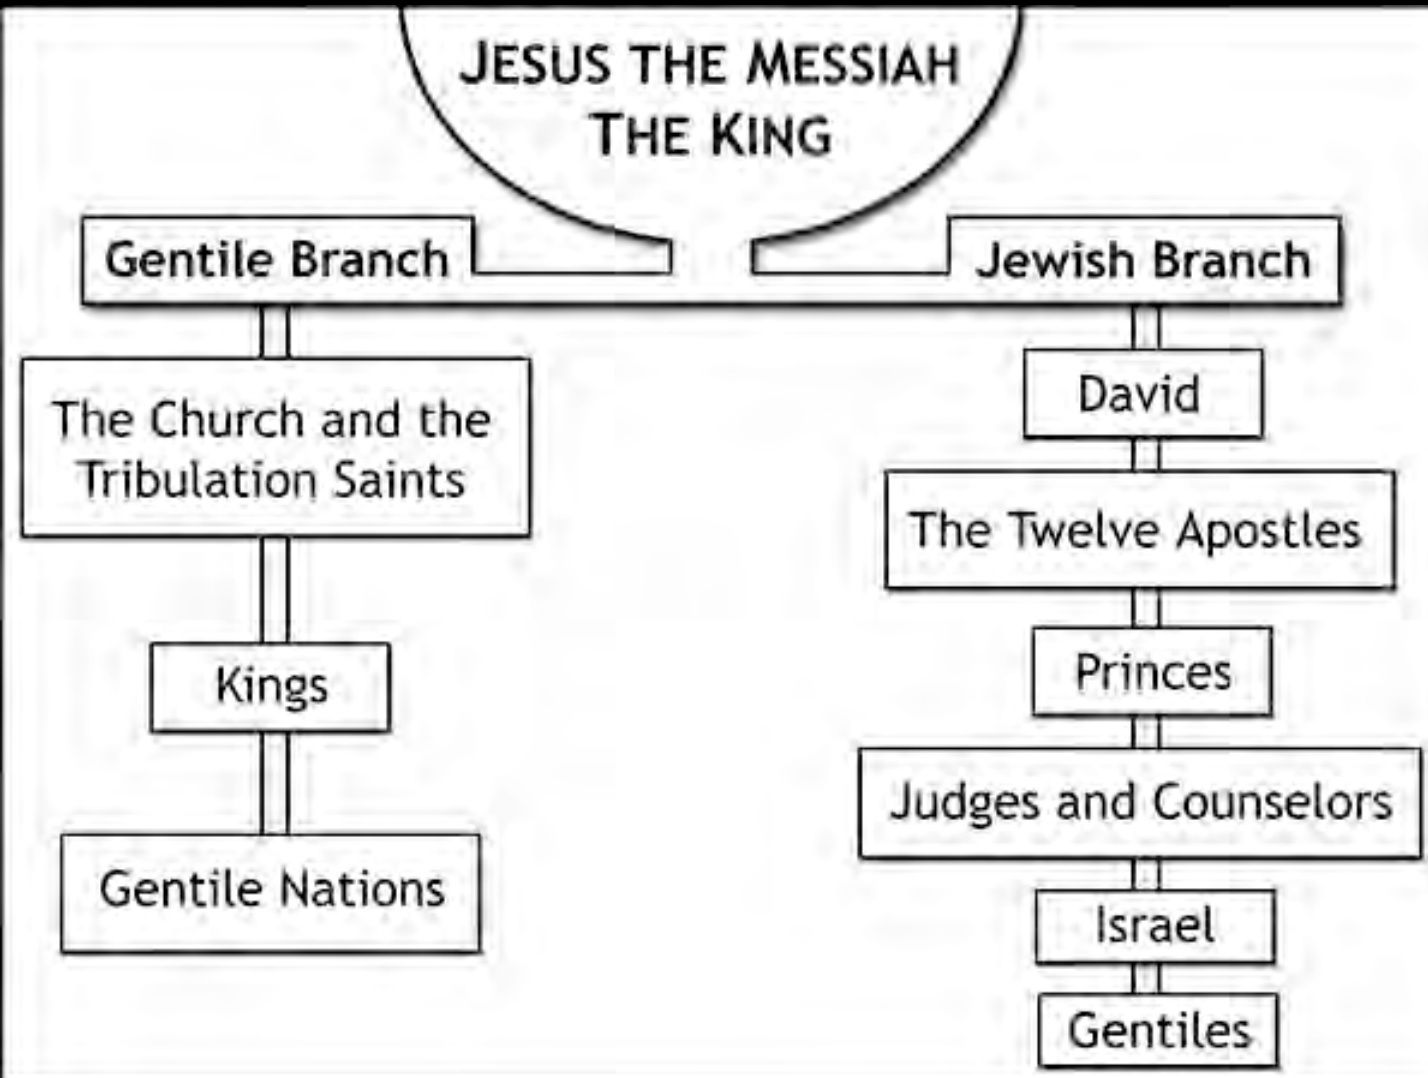 JESUS THE MESSIAH
THE KING
Gentile Branch
The Church and the
Tribulation Saints
Kings
Gentile Nations
Jewish Branch
David
The Twelve Apostles
Princes
Judges and Counselors
Israel
Gentiles